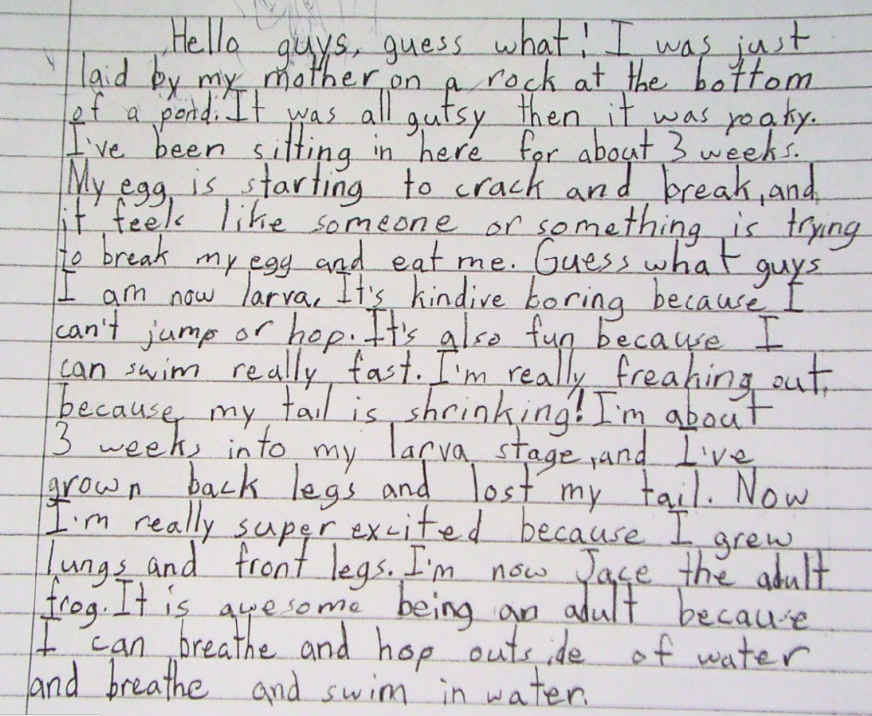 Hello guys, guess what! I was just
laid by my mother on a rock at the bottom
of a pond. It was all gutsy then it was yoaky.
I've been sitting in here for about 3 weeks.
My egg is starting to crack and break, and
it feels like someone or something is trying
to break my egg and eat me. Guess what guys
I am now larva. It's kindive boring because I
can't jump or hop. It's also fun because I
can swim really fast. I'm really freaking out,
because my tail is shrinking! I'm about
3 weeks into my larva stage, and I've
grown back legs and lost my tail. Now
I'm really super excited because I grew
lungs and front legs. I'm now Jace the adult
frog. It is awesome being an adult because
I can breathe and hop outside of water
and breathe and swim in water.